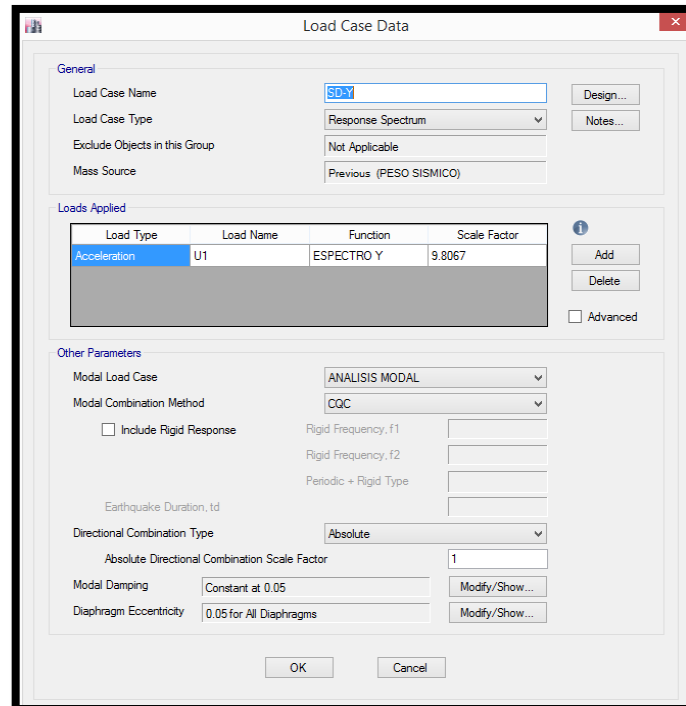 Load Case Data
General
Load Case Name SD-Y Design...
Load Case Type Response Spectrum Notes...
Exclude Objects in this Group Not Applicable
Mass Source Previous (PESO SISMICO)
Loads Applied
Load Type Load Name Function Scale Factor
Acceleration U1 ESPECTRO Y 9.8067 Add
Delete
Advanced
Other Parameters
Modal Load Case ANALISIS MODAL
Modal Combination Method CQC
Include Rigid Response Rigid Frequency, f1
Rigid Frequency, f2
Periodic + Rigid Type
Earthquake Duration, td
Directional Combination Type Absolute
Absolute Directional Combination Scale Factor 1
Modal Damping Constant at 0.05 Modify/Show...
Diaphragm Eccentricity 0.05 for All Diaphragms Modify/Show...
OK Cancel